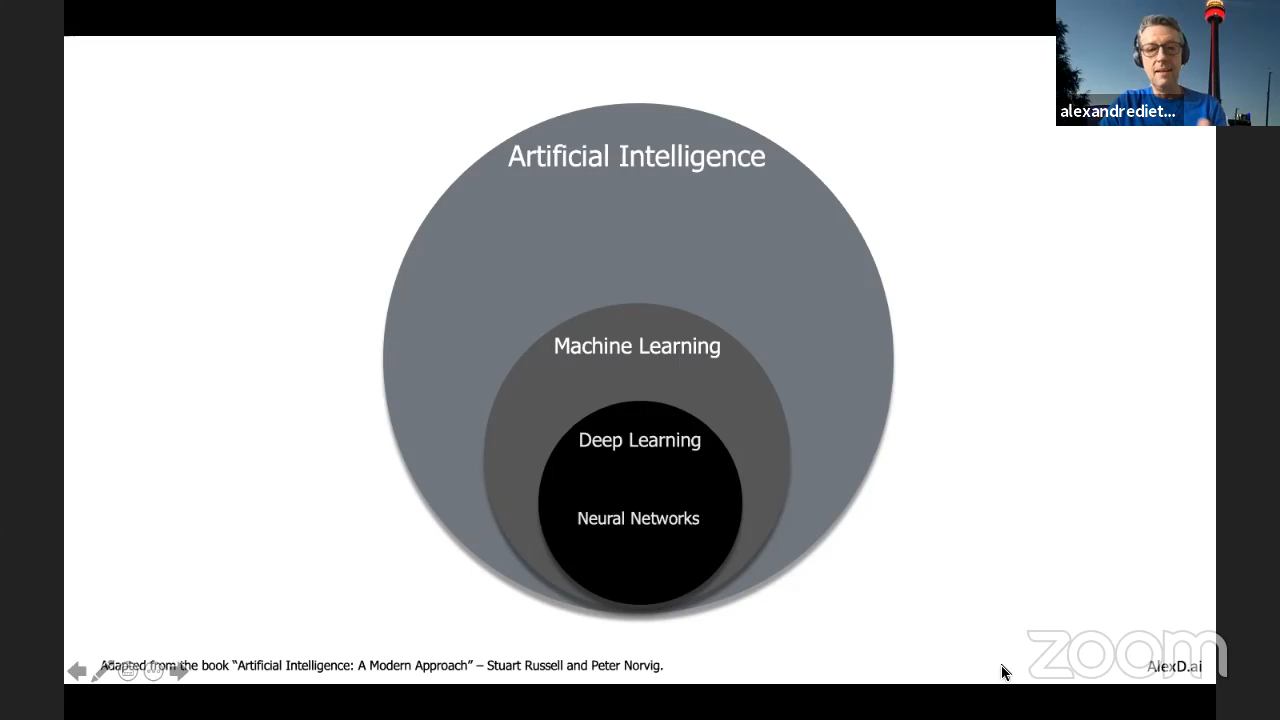 alexandrediet...
Artificial Intelligence
Machine Learning
Deep Learning
Neural Networks
Adapted from the book “Artificial Intelligence: A Modern Approach” – Stuart Russell and Peter Norvig.
zoom
AlexD.ai